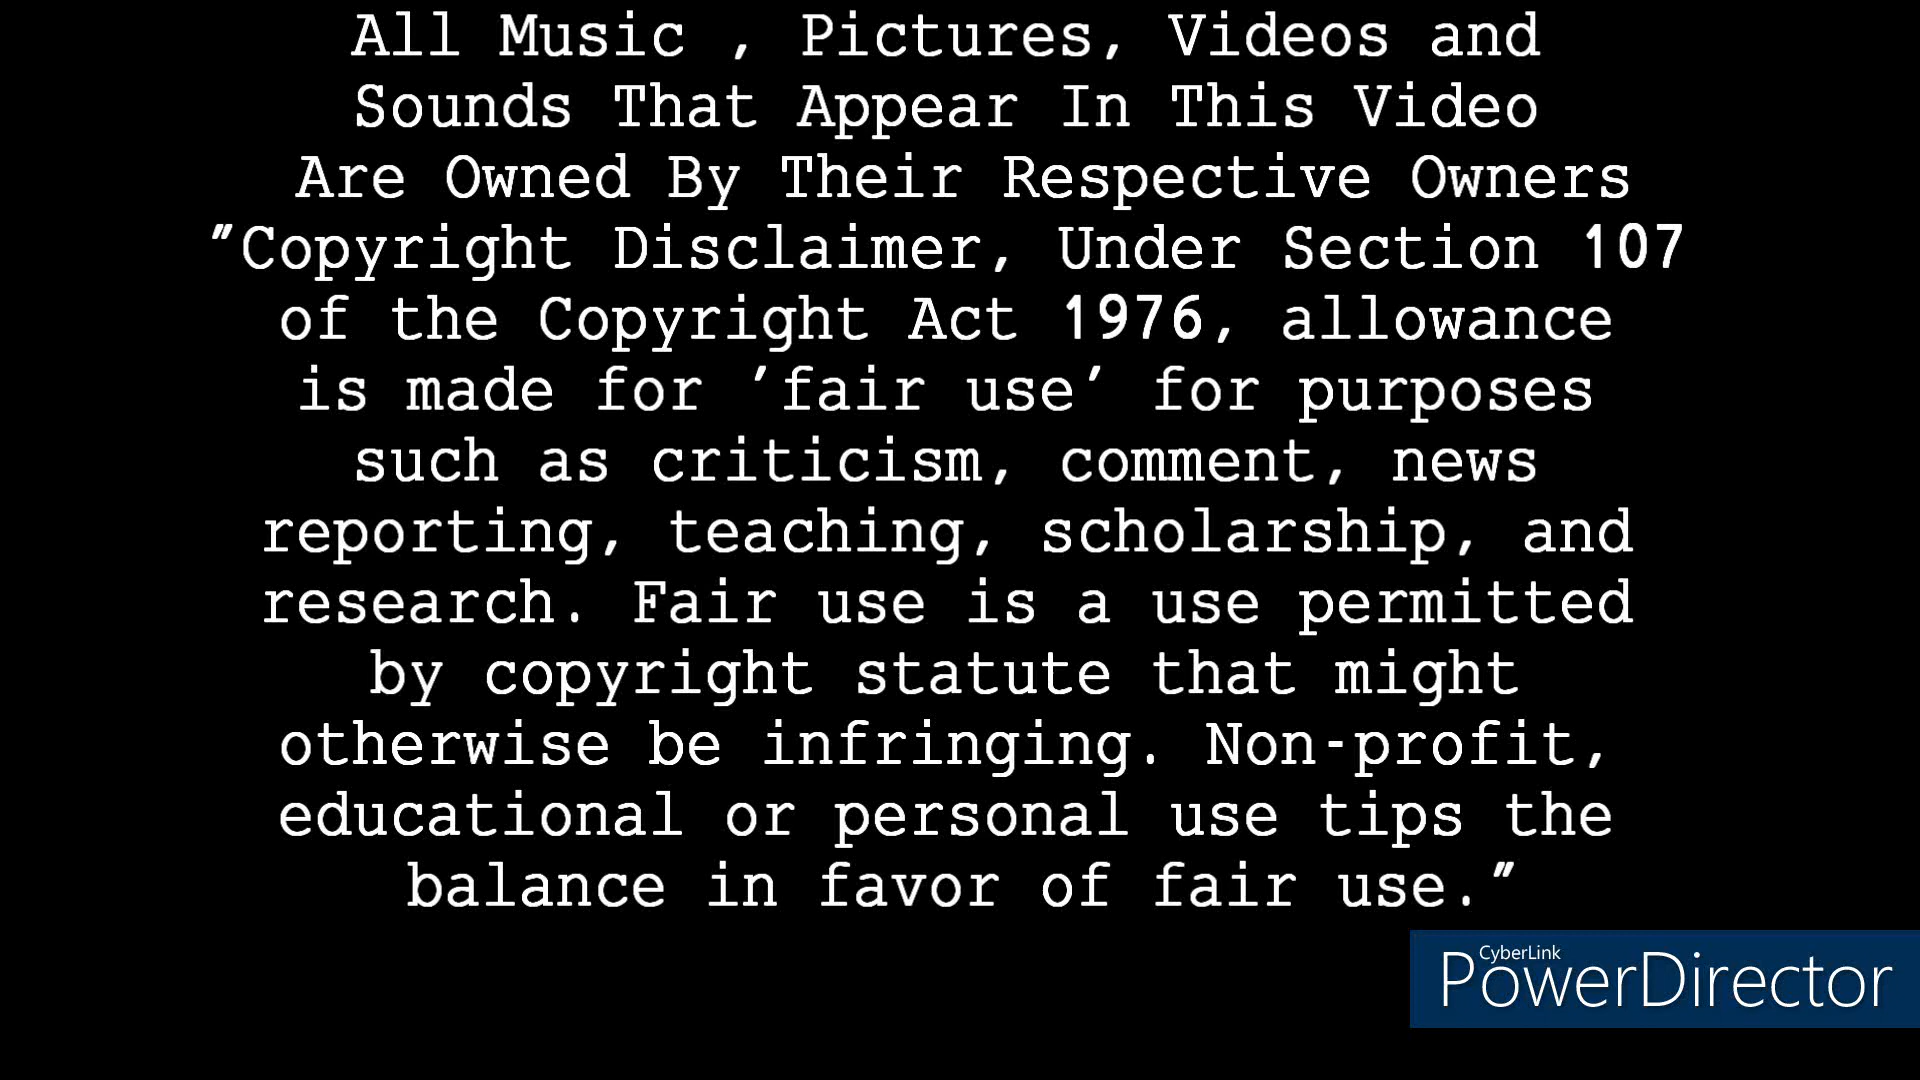 All Music , Pictures, Videos and
Sounds That Appear In This Video
Are Owned By Their Respective Owners
"Copyright Disclaimer, Under Section 107
of the Copyright Act 1976, allowance
is made for 'fair use' for purposes
such as criticism, comment, news
reporting, teaching, scholarship, and
research. Fair use is a use permitted
by copyright statute that might
otherwise be infringing. Non-profit,
educational or personal use tips the
balance in favor of fair use."
CyberLink
PowerDirector